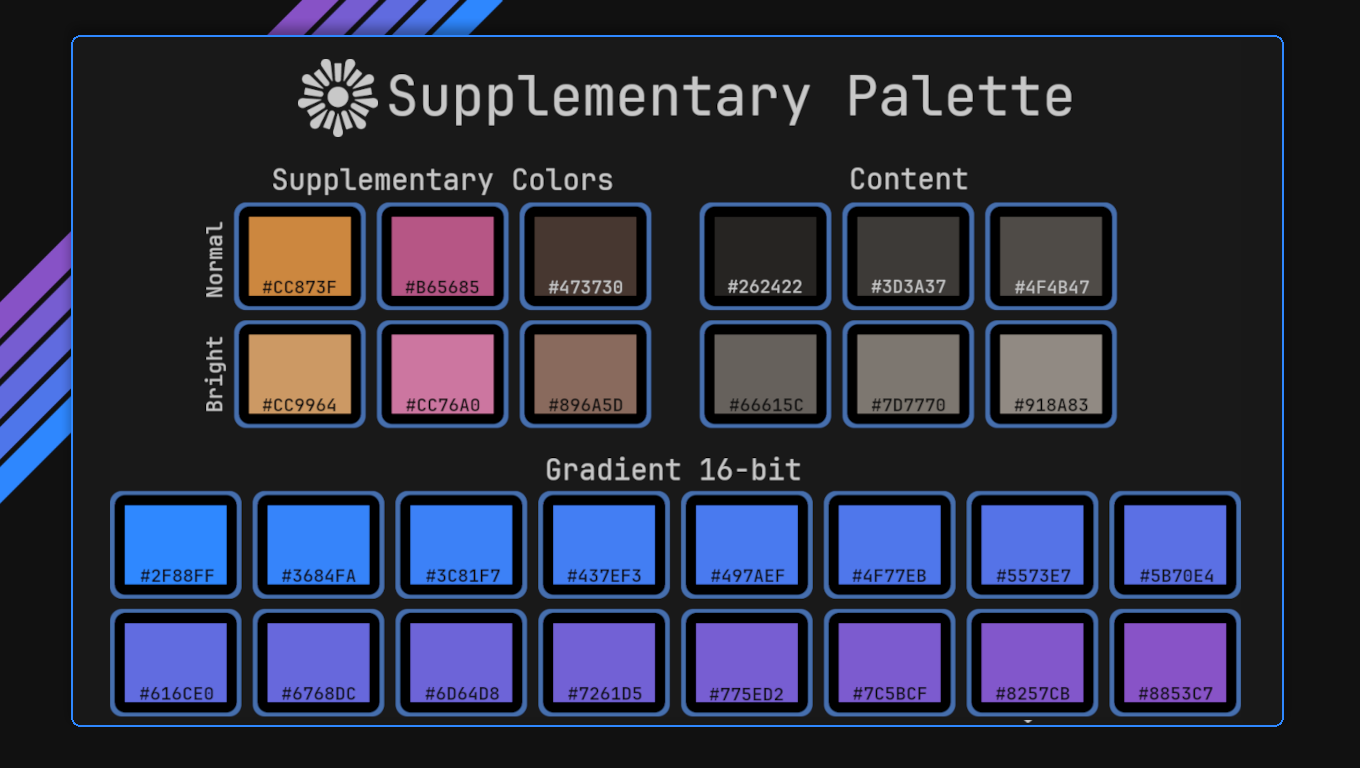 Supplementary Palette
Supplementary Colors
Content
Normal
#CC873F #B65685 #473730 #262422 #3D3A37 #4F4B47
Bright
#CC9964 #CC76A0 #896A5D #66615C #7D7770 #918A83
Gradient 16-bit
#2F88FF #3684FA #3C81F7 #437EF3 #497AEF #4F77EB #5573E7 #5B70E4
#616CE0 #6768DC #6D64D8 #7261D5 #775ED2 #7C5BCF #8257CB #8853C7